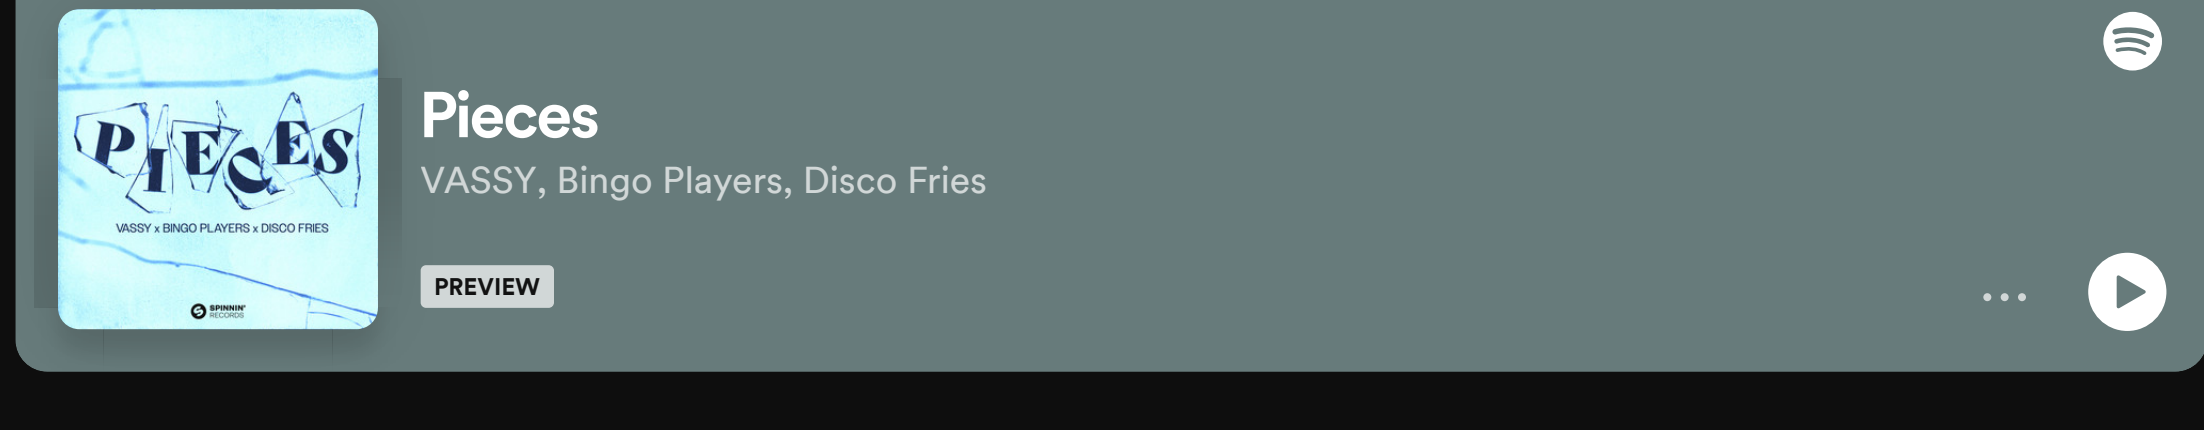 PIECES
VASSY x BINGO PLAYERS x DISCO FRIES
SPINNIN'
RECORDS
Pieces
VASSY, Bingo Players, Disco Fries
PREVIEW